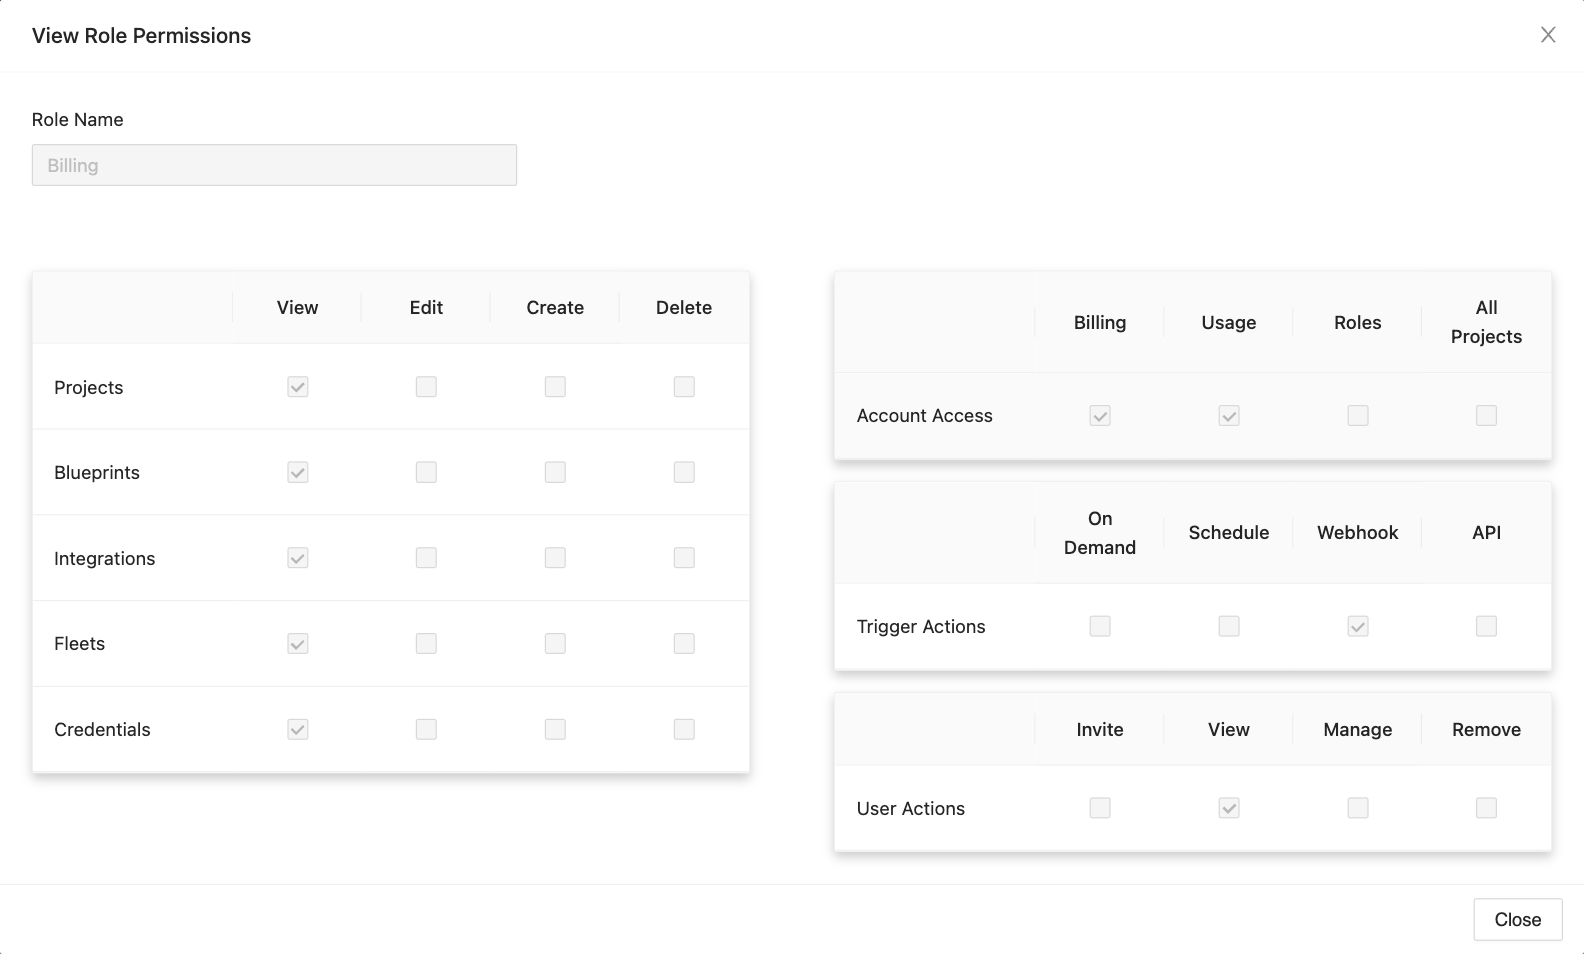 View Role Permissions
Role Name
Billing
View Edit Create Delete
Projects
Blueprints
Integrations
Fleets
Credentials
Billing Usage Roles All Projects
Account Access
On Demand Schedule Webhook API
Trigger Actions
Invite View Manage Remove
User Actions
Close